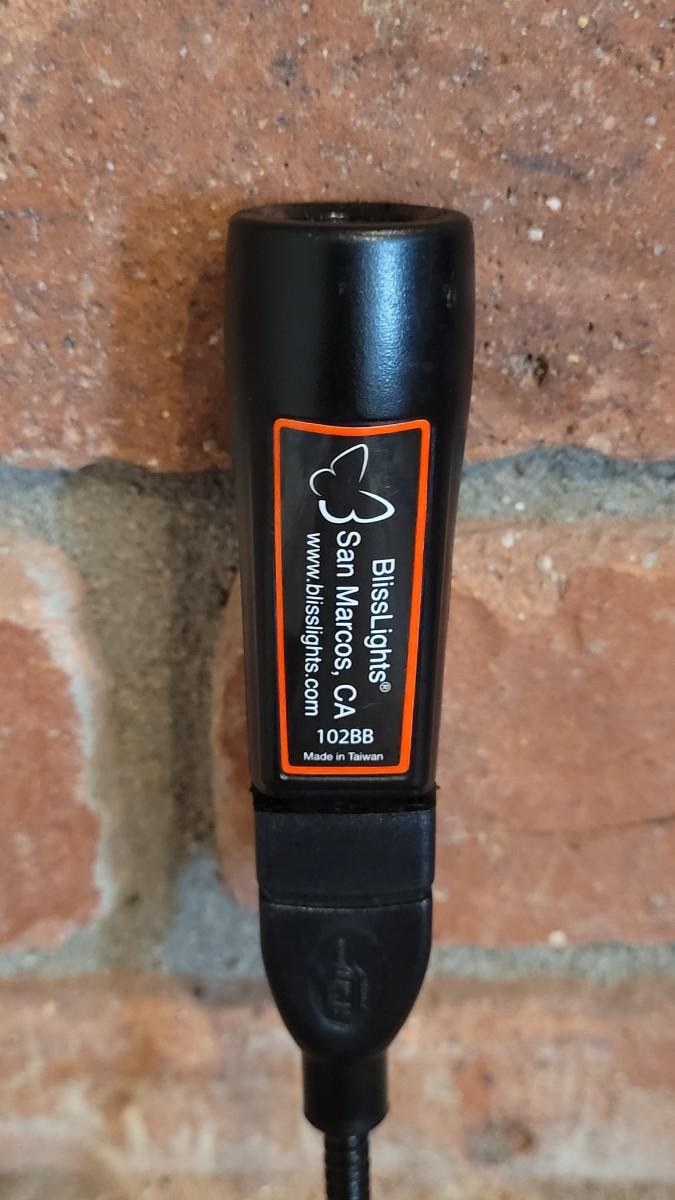 BlissLights®
San Marcos, CA
www.blisslights.com
102BB
Made in Taiwan